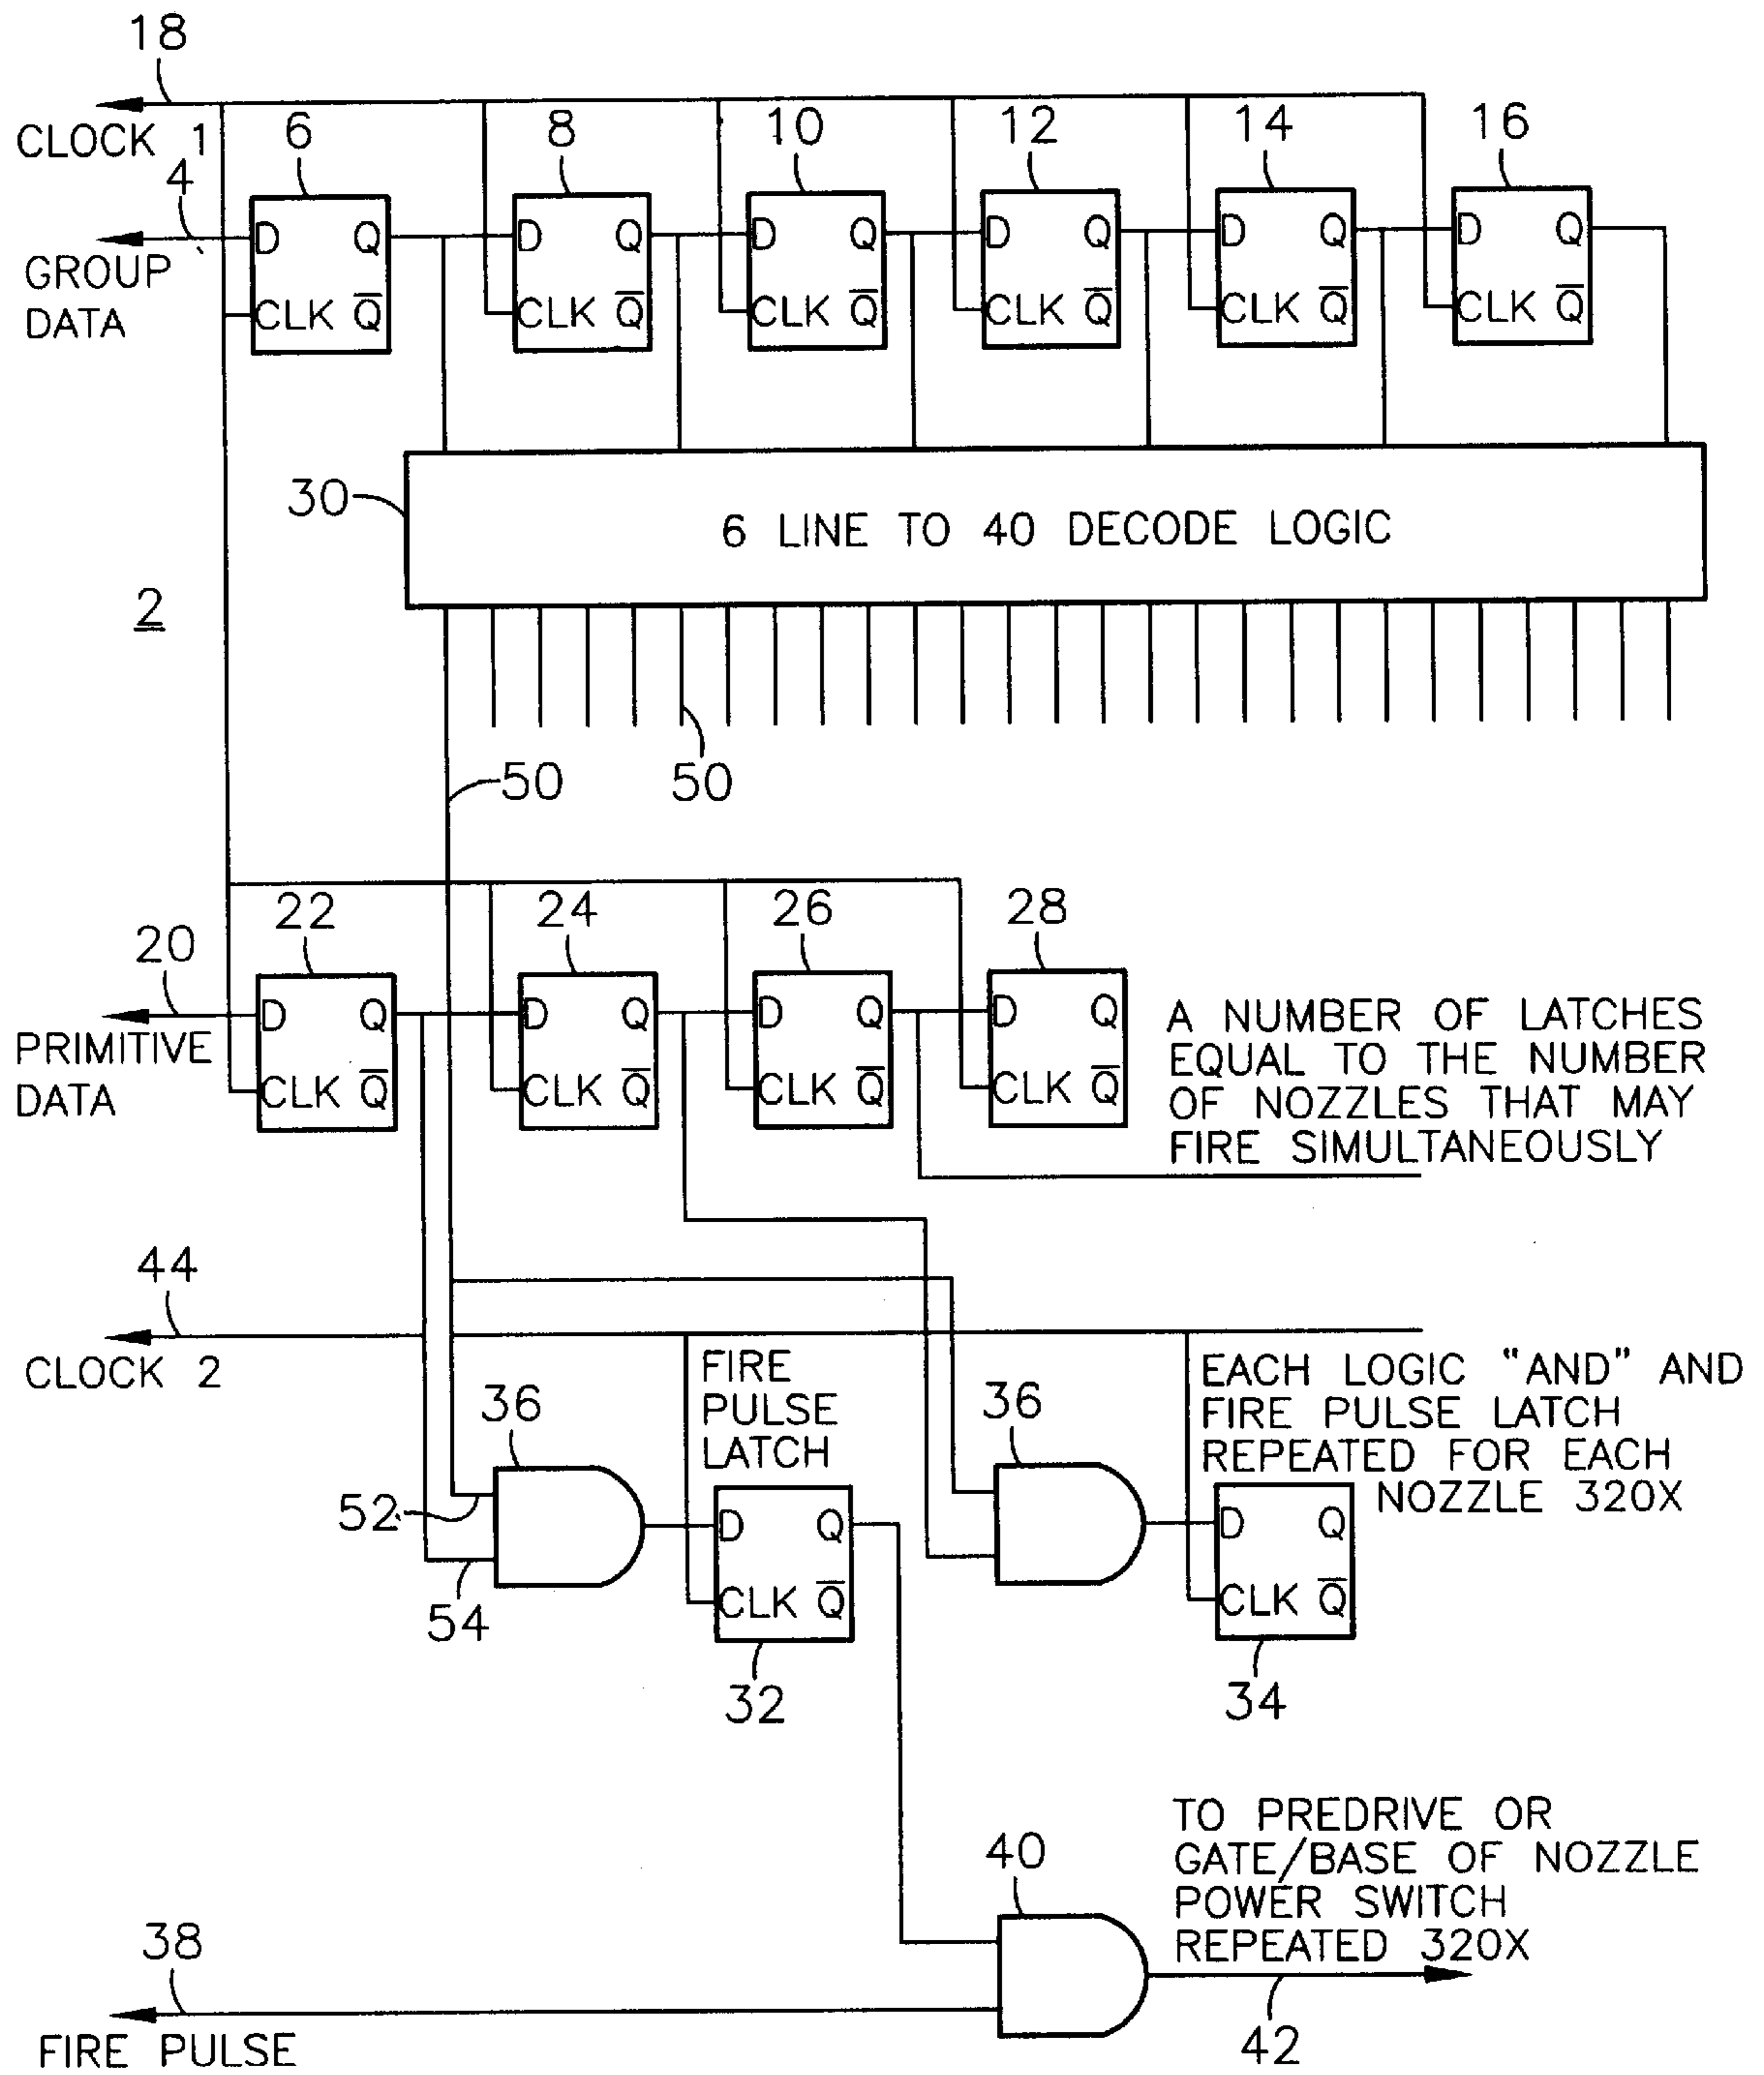 18
CLOCK 1
6 8 10 12 14 16
4
D Q D Q D Q D Q D Q D Q
GROUP
DATA
CLK Q̅ CLK Q̅ CLK Q̅ CLK Q̅ CLK Q̅ CLK Q̅
30
6 LINE TO 40 DECODE LOGIC
2
50 50
22 24 26 28
20
D Q D Q D Q D Q
PRIMITIVE
DATA
CLK Q̅ CLK Q̅ CLK Q̅ CLK Q̅
A NUMBER OF LATCHES
EQUAL TO THE NUMBER
OF NOZZLES THAT MAY
FIRE SIMULTANEOUSLY
44
CLOCK 2
FIRE
PULSE
LATCH
EACH LOGIC "AND" AND
FIRE PULSE LATCH
REPEATED FOR EACH
NOZZLE 320X
36 36
52
54
D Q D Q
CLK Q̅ CLK Q̅
32 34
TO PREDRIVE OR
GATE/BASE OF NOZZLE
POWER SWITCH
REPEATED 320X
40
38
FIRE PULSE
42